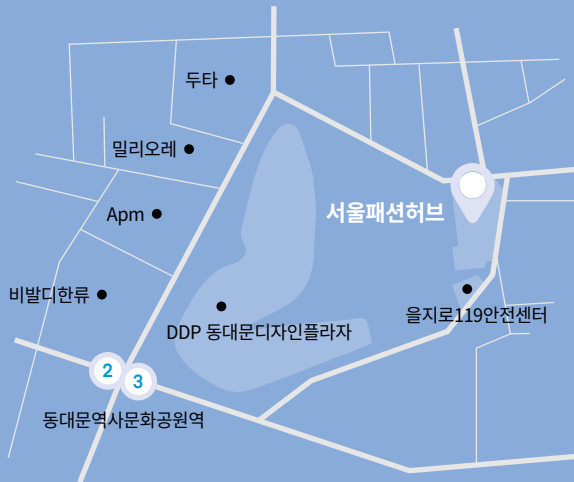 두타
밀리오레
Apm
서울패션허브
비발디한류
DDP 동대문디자인플라자
을지로119안전센터
2
3
동대문역사문화공원역